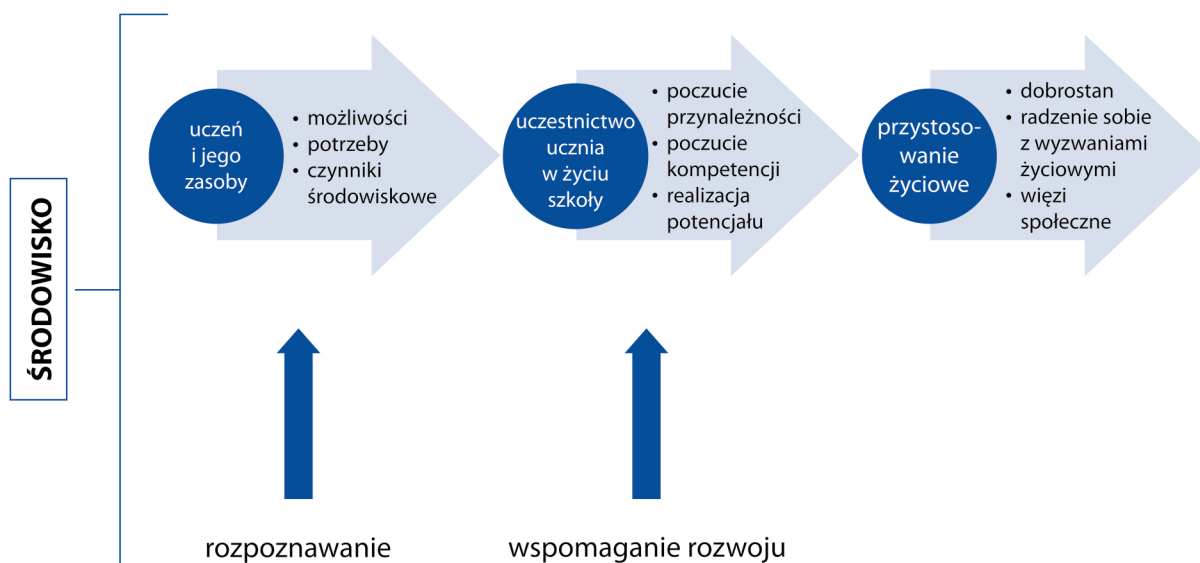 ŚRODOWISKO
uczeń
i jego
zasoby
• możliwości
• potrzeby
• czynniki
środowiskowe
uczestnictwo
ucznia
w życiu
szkoły
• poczucie
przynależności
• poczucie
kompetencji
• realizacja
potencjału
przystoso-
wanie
życiowe
• dobrostan
• radzenie sobie
z wyzwaniami
życiowymi
• więzi
społeczne
rozpoznawanie
wspomaganie rozwoju